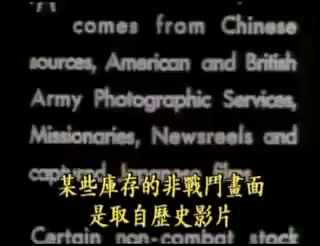 comes from Chinese
sources, American and British
Army Photographic Services,
Missionaries, Newsreels and
captured
某些庫存的非戰鬥畫面
是取自歷史影片
Certain non-combat stock